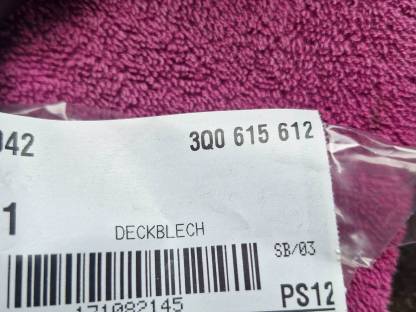 042 3Q0 615 612
1
DECKBLECH
SB/03
171082145
PS12